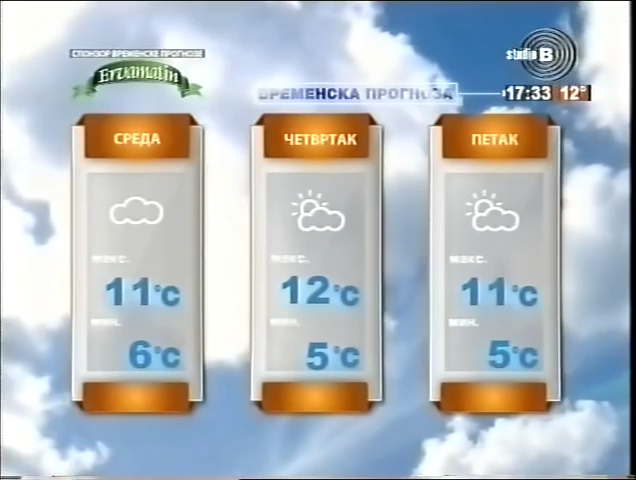 СПОНЗОР ВРЕМЕНСКЕ ПРОГНОЗЕ
Ervamatin
studio B
ВРЕМЕНСКА ПРОГНОЗА
17:33 12°
СРЕДА
МАКС.
11°C
МИН.
6°C
ЧЕТВРТАК
МАКС.
12°C
МИН.
5°C
ПЕТАК
МАКС.
11°C
МИН.
5°C